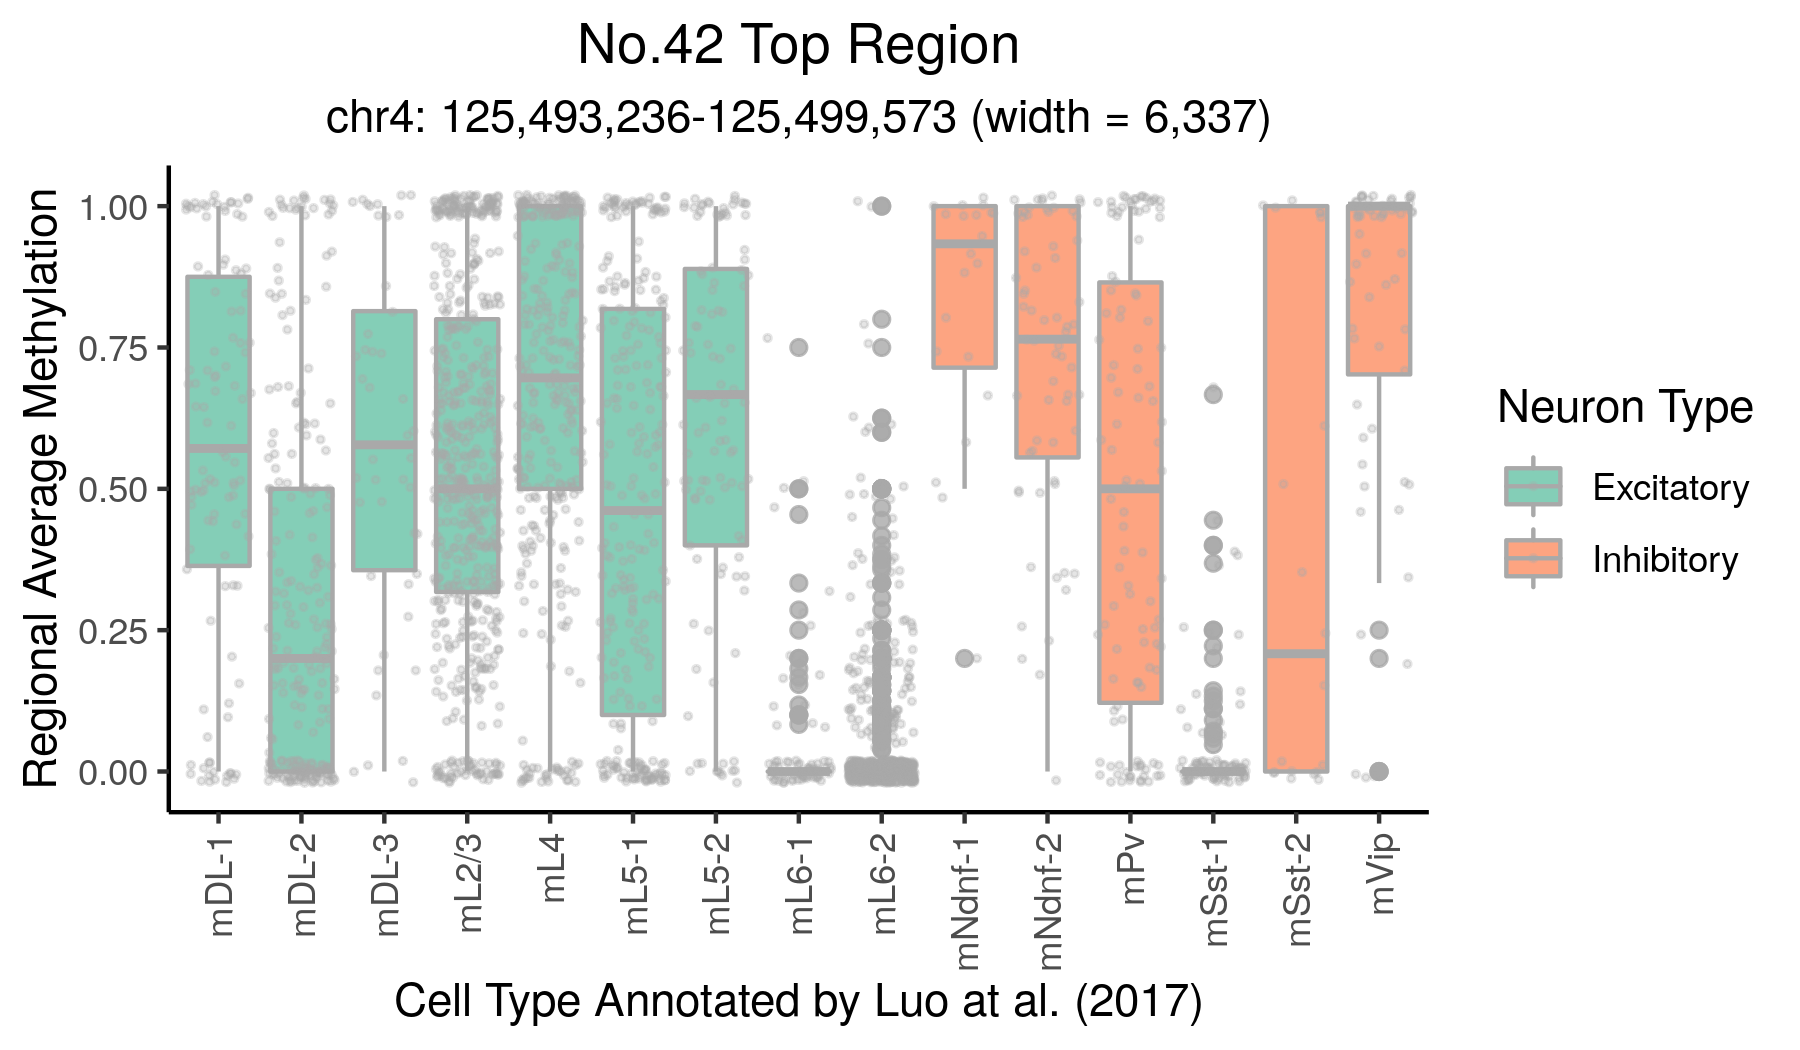 No.42 Top Region
chr4: 125,493,236-125,499,573 (width = 6,337)
Regional Average Methylation
1.00
0.75
0.50
0.25
0.00
mDL-1
mDL-2
mDL-3
mL2/3
mL4
mL5-1
mL5-2
mL6-1
mL6-2
mNdnf-1
mNdnf-2
mPv
mSst-1
mSst-2
mVip
Cell Type Annotated by Luo at al. (2017)
Neuron Type
Excitatory
Inhibitory